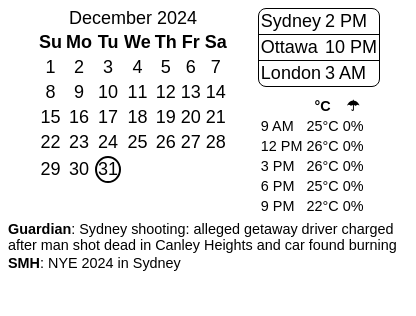 December 2024
Su Mo Tu We Th Fr Sa
1 2 3 4 5 6 7
8 9 10 11 12 13 14
15 16 17 18 19 20 21
22 23 24 25 26 27 28
29 30 31
Sydney 2 PM
Ottawa 10 PM
London 3 AM
°C ☂
9 AM 25°C 0%
12 PM 26°C 0%
3 PM 26°C 0%
6 PM 25°C 0%
9 PM 22°C 0%
Guardian: Sydney shooting: alleged getaway driver charged
after man shot dead in Canley Heights and car found burning
SMH: NYE 2024 in Sydney